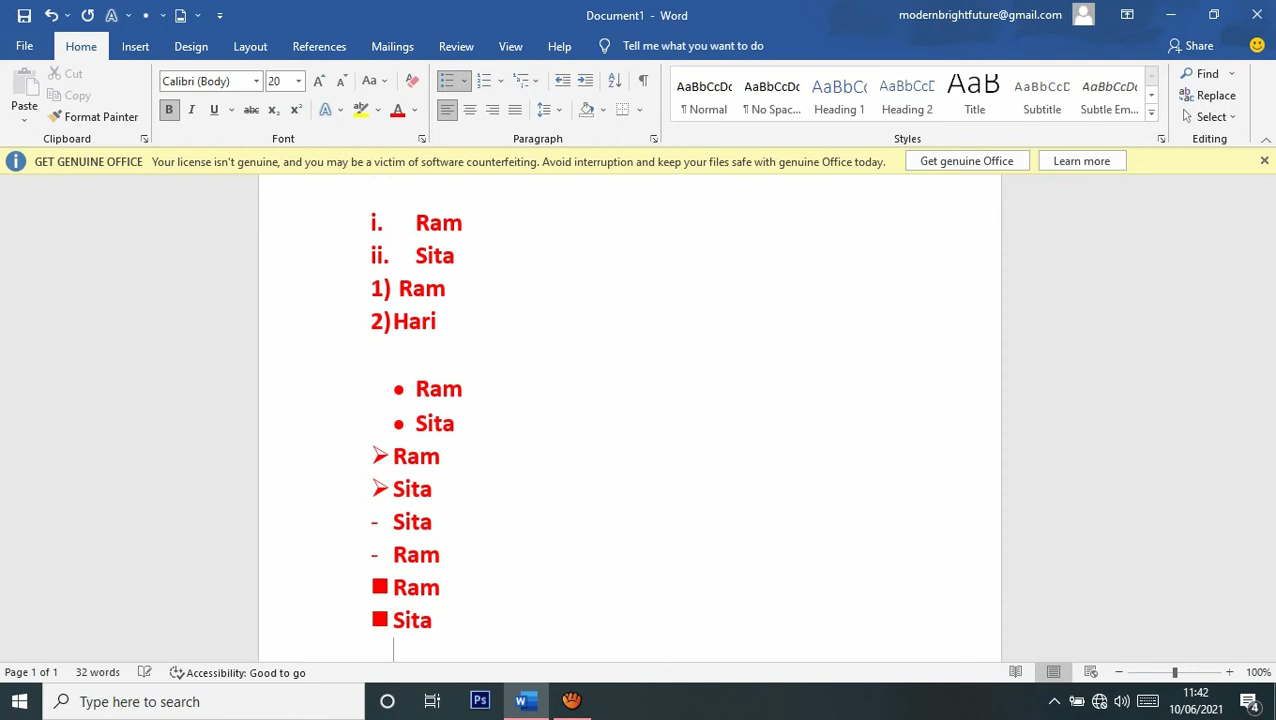 Document1 - Word
modernbrightfuture@gmail.com
File Home Insert Design Layout References Mailings Review View Help Tell me what you want to do Share
Paste
Cut
Copy
Format Painter
Calibri (Body) 20
AaBbCcDc AaBbCcDc AaBbC AaBbCcD AaB AaBbCcD AaBbCcDc
¶ Normal ¶ No Spac... Heading 1 Heading 2 Title Subtitle Subtle Em...
Find
Replace
Select
Clipboard Font Paragraph Styles Editing
GET GENUINE OFFICE Your license isn't genuine, and you may be a victim of software counterfeiting. Avoid interruption and keep your files safe with genuine Office today. Get genuine Office Learn more
i. Ram
ii. Sita
1) Ram
2) Hari
• Ram
• Sita
➢ Ram
➢ Sita
- Sita
- Ram
■ Ram
■ Sita
Page 1 of 1 32 words Accessibility: Good to go 100%
Type here to search
Ps
W
11:42
10/06/2021
4